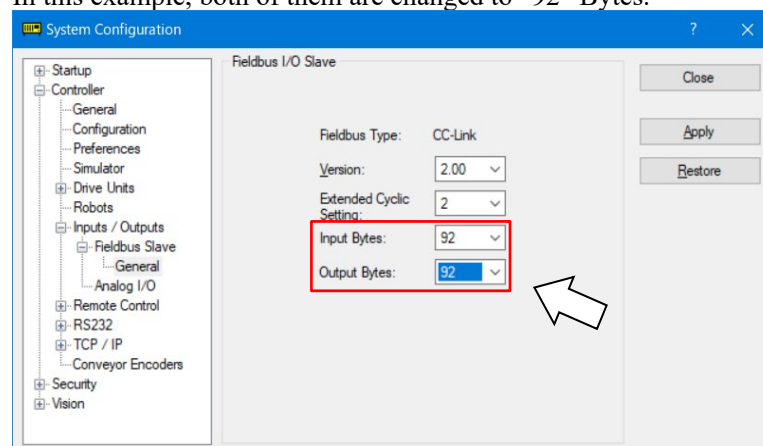 In this example, both of them are changed to "92" Bytes.
System Configuration
?
Startup
Controller
General
Configuration
Preferences
Simulator
Drive Units
Robots
Inputs / Outputs
Fieldbus Slave
General
Analog I/O
Remote Control
RS232
TCP / IP
Conveyor Encoders
Security
Vision
Fieldbus I/O Slave
Fieldbus Type: CC-Link
Version: 2.00
Extended Cyclic
Setting: 2
Input Bytes: 92
Output Bytes: 92
Close
Apply
Restore